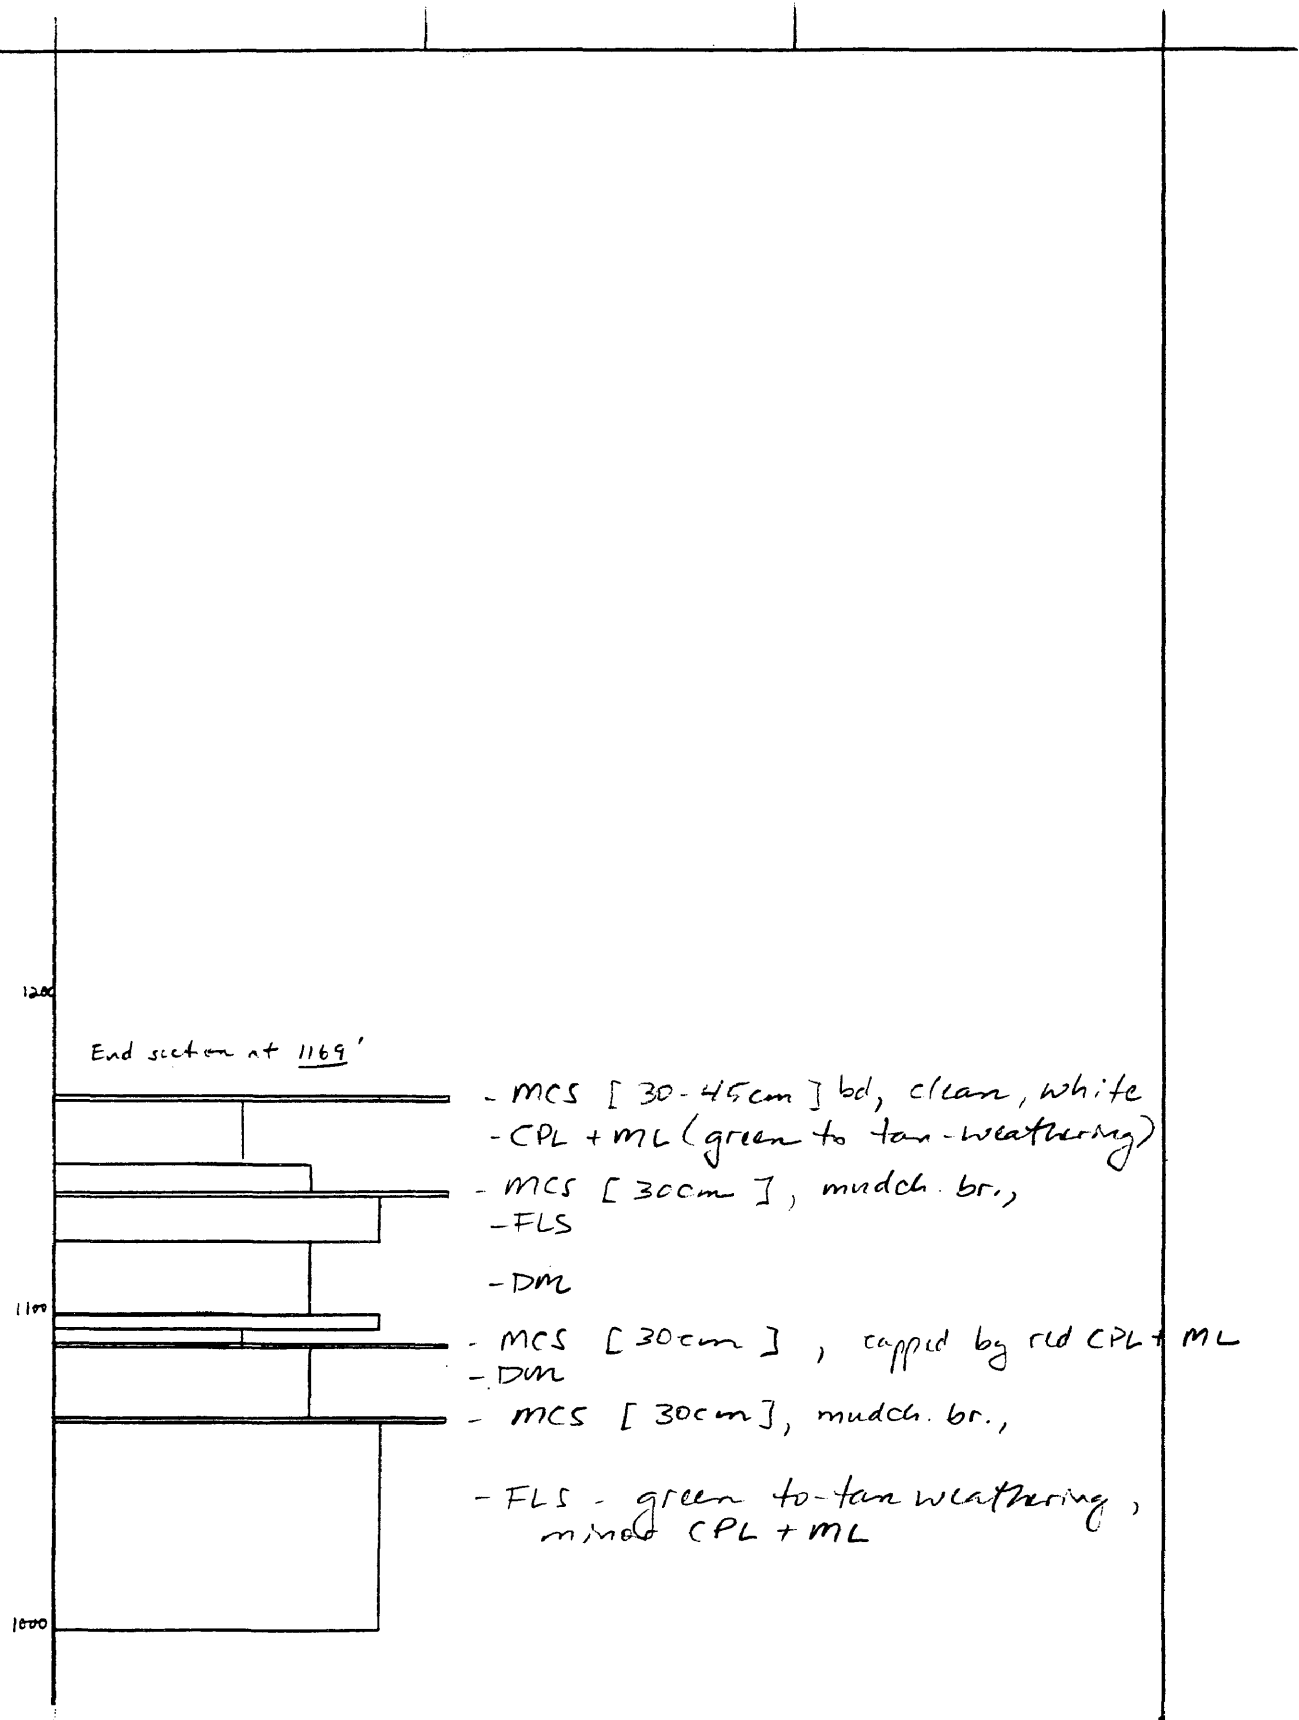 1200
End section at 1169'
- MCS [30-45cm] bd, clean, white
- CPL + ML (green to tan-weathering)
- MCS [30cm], mudch. br.,
- FLS
- DM
1100
- MCS [30cm], capped by red CPL + ML
- DM
- MCS [30cm], mudch. br.,
- FLS - green to-tan weathering,
minor CPL + ML
1000